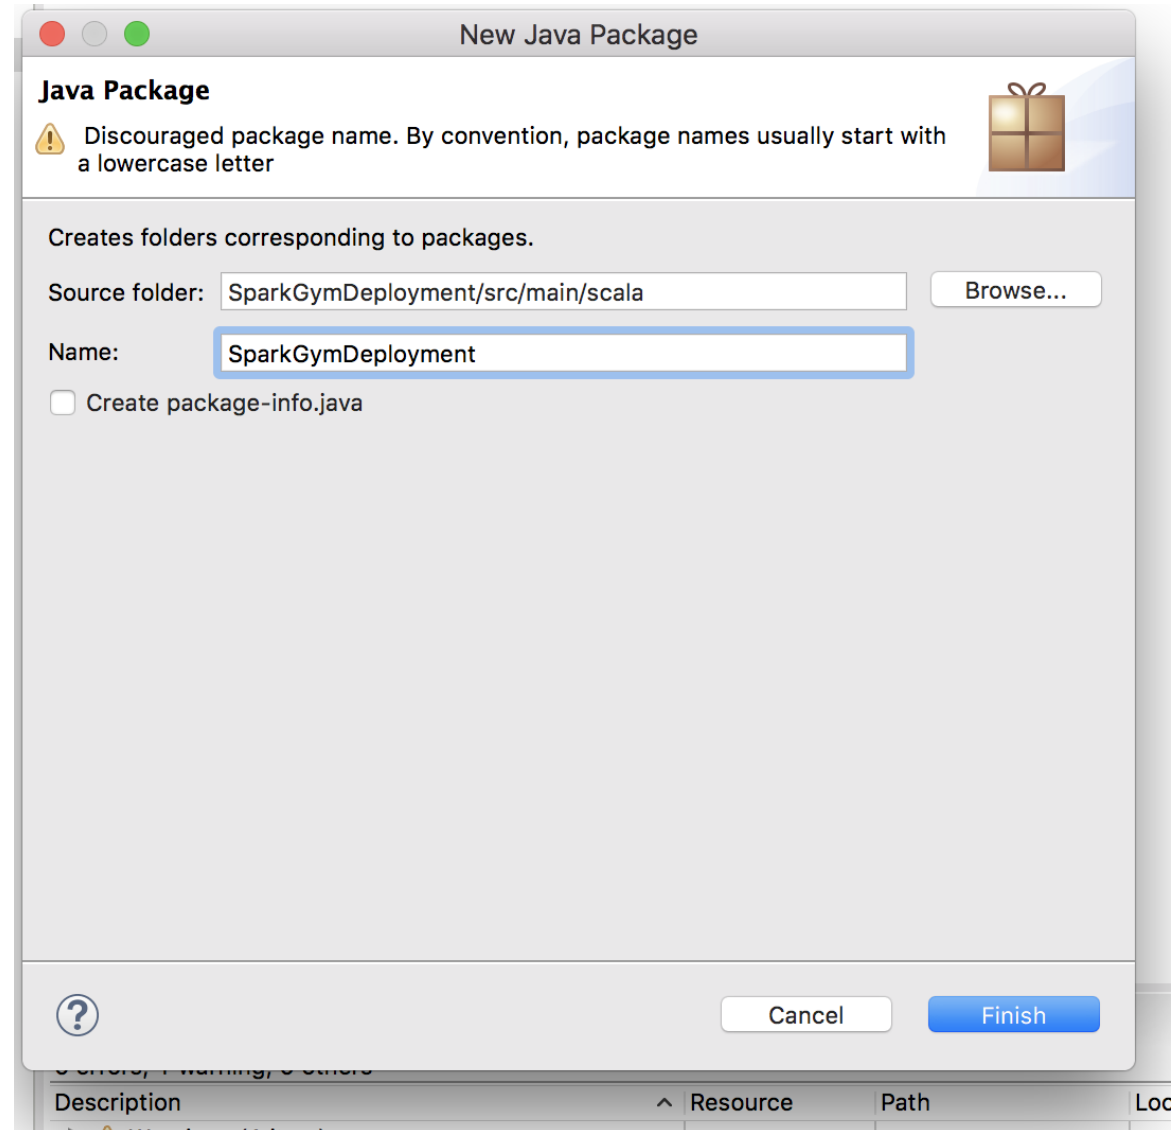 New Java Package
Java Package
Discouraged package name. By convention, package names usually start with
a lowercase letter
Creates folders corresponding to packages.
Source folder: SparkGymDeployment/src/main/scala Browse...
Name: SparkGymDeployment
Create package-info.java
? Cancel Finish
Description Resource Path Loc